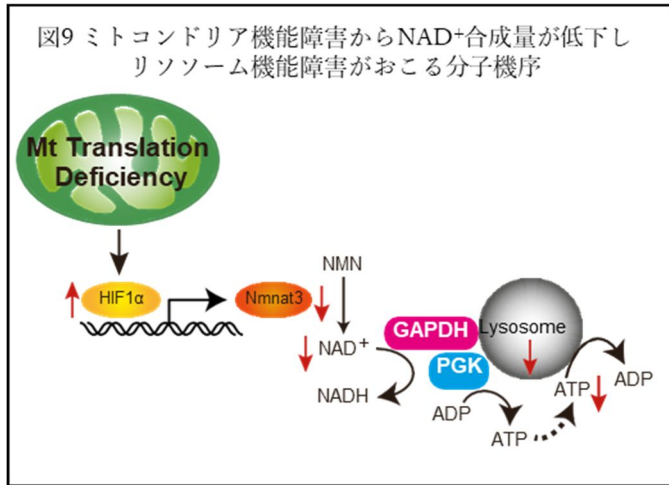 図9 ミトコンドリア機能障害からNAD⁺合成量が低下し
リソソーム機能障害がおこる分子機序
Mt Translation
Deficiency
HIF1α
Nmnat3
NMN
NAD⁺
NADH
GAPDH
PGK
Lysosome
ADP
ATP
ATP
ADP